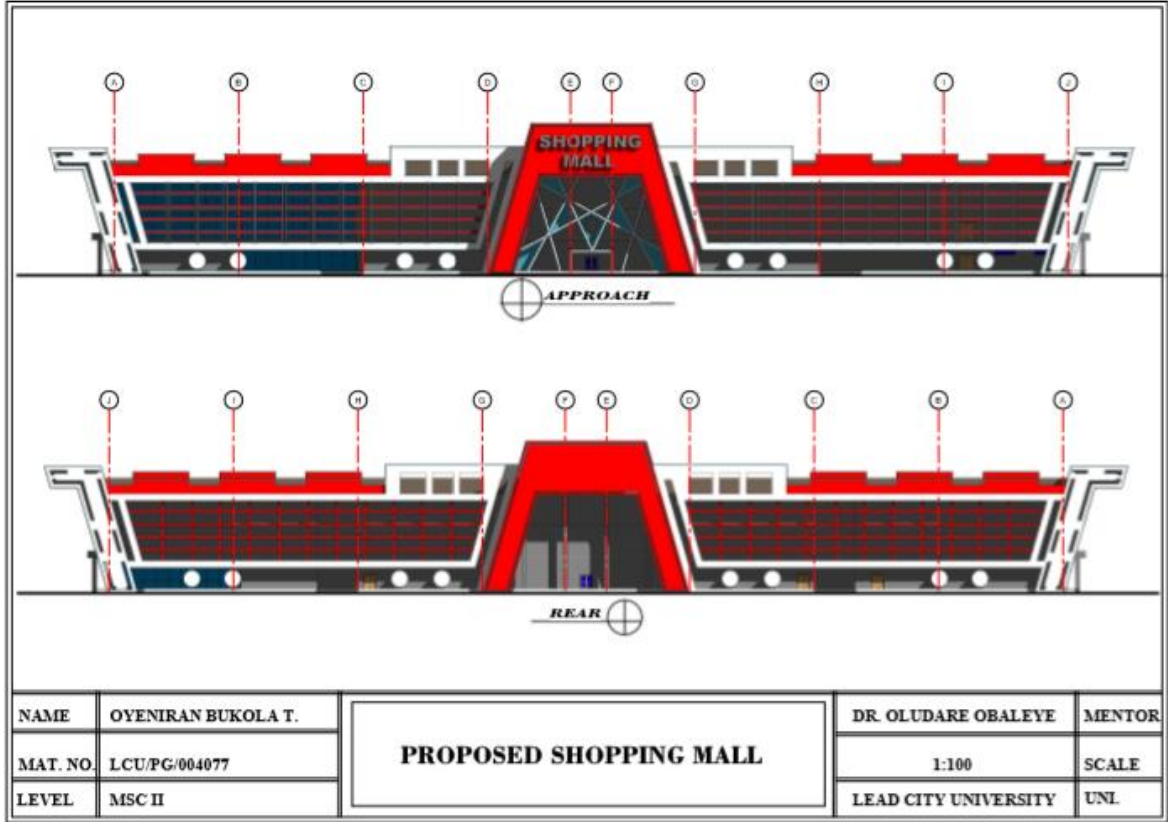 A B C D E F G H I J
SHOPPING
MALL
APPROACH
J I H G F E D C B A
REAR
NAME
OYENIRAN BUKOLA T.
MAT. NO.
LCU/PG/004077
LEVEL
MSC II
PROPOSED SHOPPING MALL
DR. OLUDARE OBALEYE
MENTOR
1:100
SCALE
LEAD CITY UNIVERSITY
UNI.